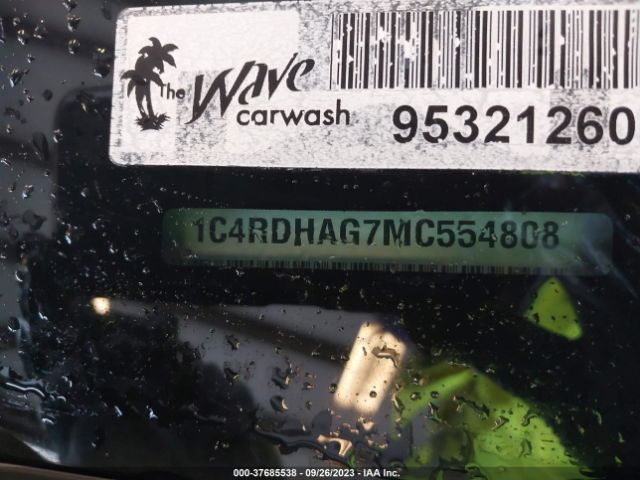 The Wave
carwash
95321260
1C4RDHAG7MC554808
000-37685538 - 09/26/2023 - IAA Inc.